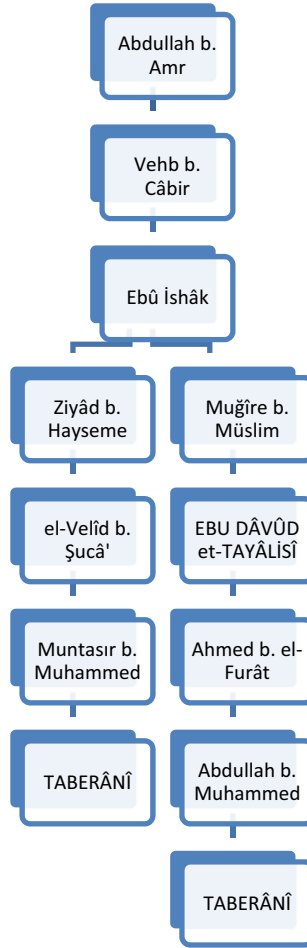 Abdullah b.
Amr
Vehb b.
Câbir
Ebû İshâk
Ziyâd b.
Hayseme
Muğîre b.
Müslim
el-Velîd b.
Şucâ'
EBU DÂVÛD
et-TAYÂLİSÎ
Muntasır b.
Muhammed
Ahmed b. el-
Furât
TABERÂNÎ
Abdullah b.
Muhammed
TABERÂNÎ